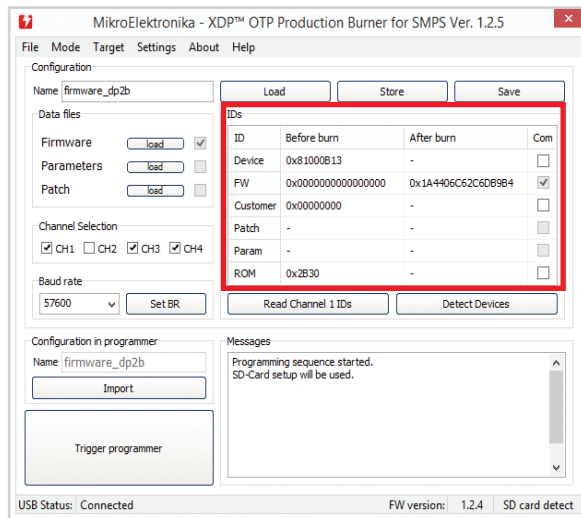 MikroElektronika - XDP™ OTP Production Burner for SMPS Ver. 1.2.5
File Mode Target Settings About Help
Configuration
Name firmware_dp2b
Load Store Save
Data files
Firmware load
Parameters load
Patch load
Channel Selection
CH1 CH2 CH3 CH4
Baud rate
57600 Set BR
IDs
ID Before burn After burn Com
Device 0x81000B13 -
FW 0x0000000000000000 0x1A4406C62C6DB9B4
Customer 0x00000000 -
Patch - -
Param - -
ROM 0x2B30 -
Read Channel 1 IDs Detect Devices
Configuration in programmer
Name firmware_dp2b
Import
Trigger programmer
Messages
Programming sequence started.
SD-Card setup will be used.
USB Status: Connected FW version: 1.2.4 SD card detect